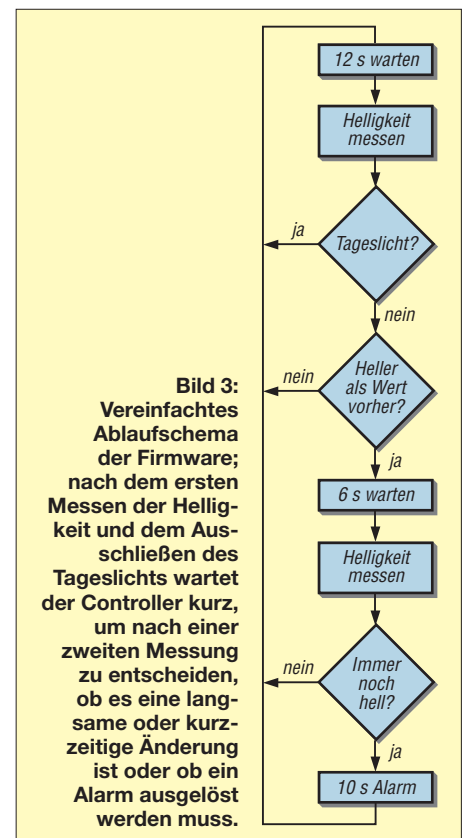 12 s warten
Helligkeit
messen
ja
Tageslicht?
nein
nein
Heller
als Wert
vorher?
ja
6 s warten
Helligkeit
messen
nein
Immer
noch
hell?
ja
10 s Alarm
Bild 3:
Vereinfachtes
Ablaufschema
der Firmware;
nach dem ersten
Messen der Hellig-
keit und dem Aus-
schließen des
Tageslichts wartet
der Controller kurz,
um nach einer
zweiten Messung
zu entscheiden,
ob es eine lang-
same oder kurz-
zeitige Änderung
ist oder ob ein
Alarm ausgelöst
werden muss.